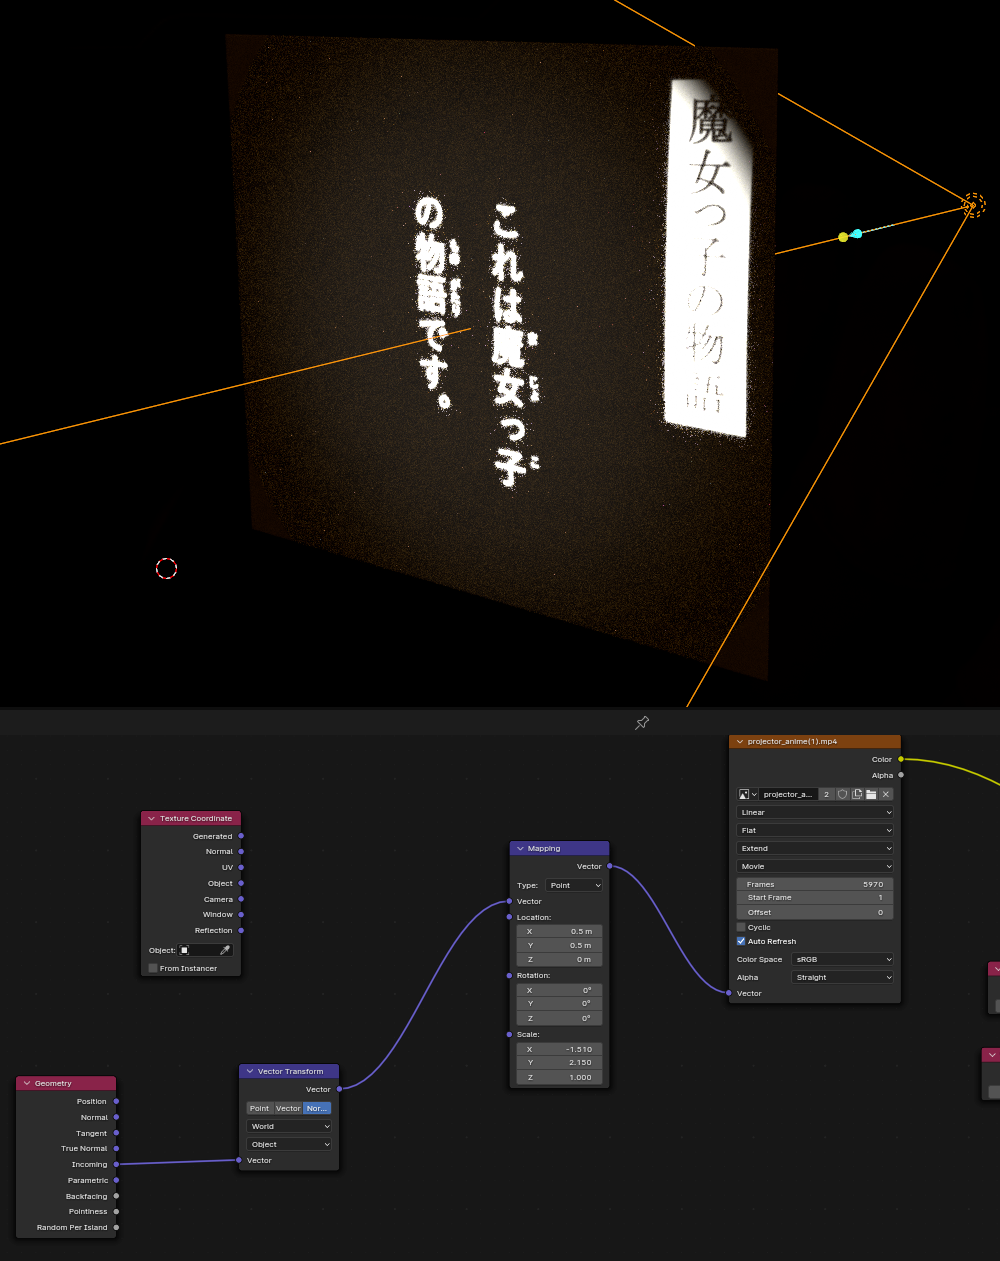 魔女っ子の物語
これは魔女っ子
の物語です。
projector_anime(1).mp4
Color
Alpha
projector_a...
2
Linear
Flat
Extend
Movie
Frames 5970
Start Frame 1
Offset 0
Cyclic
Auto Refresh
Color Space sRGB
Alpha Straight
Vector
Texture Coordinate
Generated
Normal
UV
Object
Camera
Window
Reflection
Object:
From Instancer
Mapping
Vector
Type: Point
Vector
Location:
X 0.5 m
Y 0.5 m
Z 0 m
Rotation:
X 0°
Y 0°
Z 0°
Scale:
X -1.510
Y 2.150
Z 1.000
Vector Transform
Vector
Point Vector Nor...
World
Object
Vector
Geometry
Position
Normal
Tangent
True Normal
Incoming
Parametric
Backfacing
Pointiness
Random Per Island